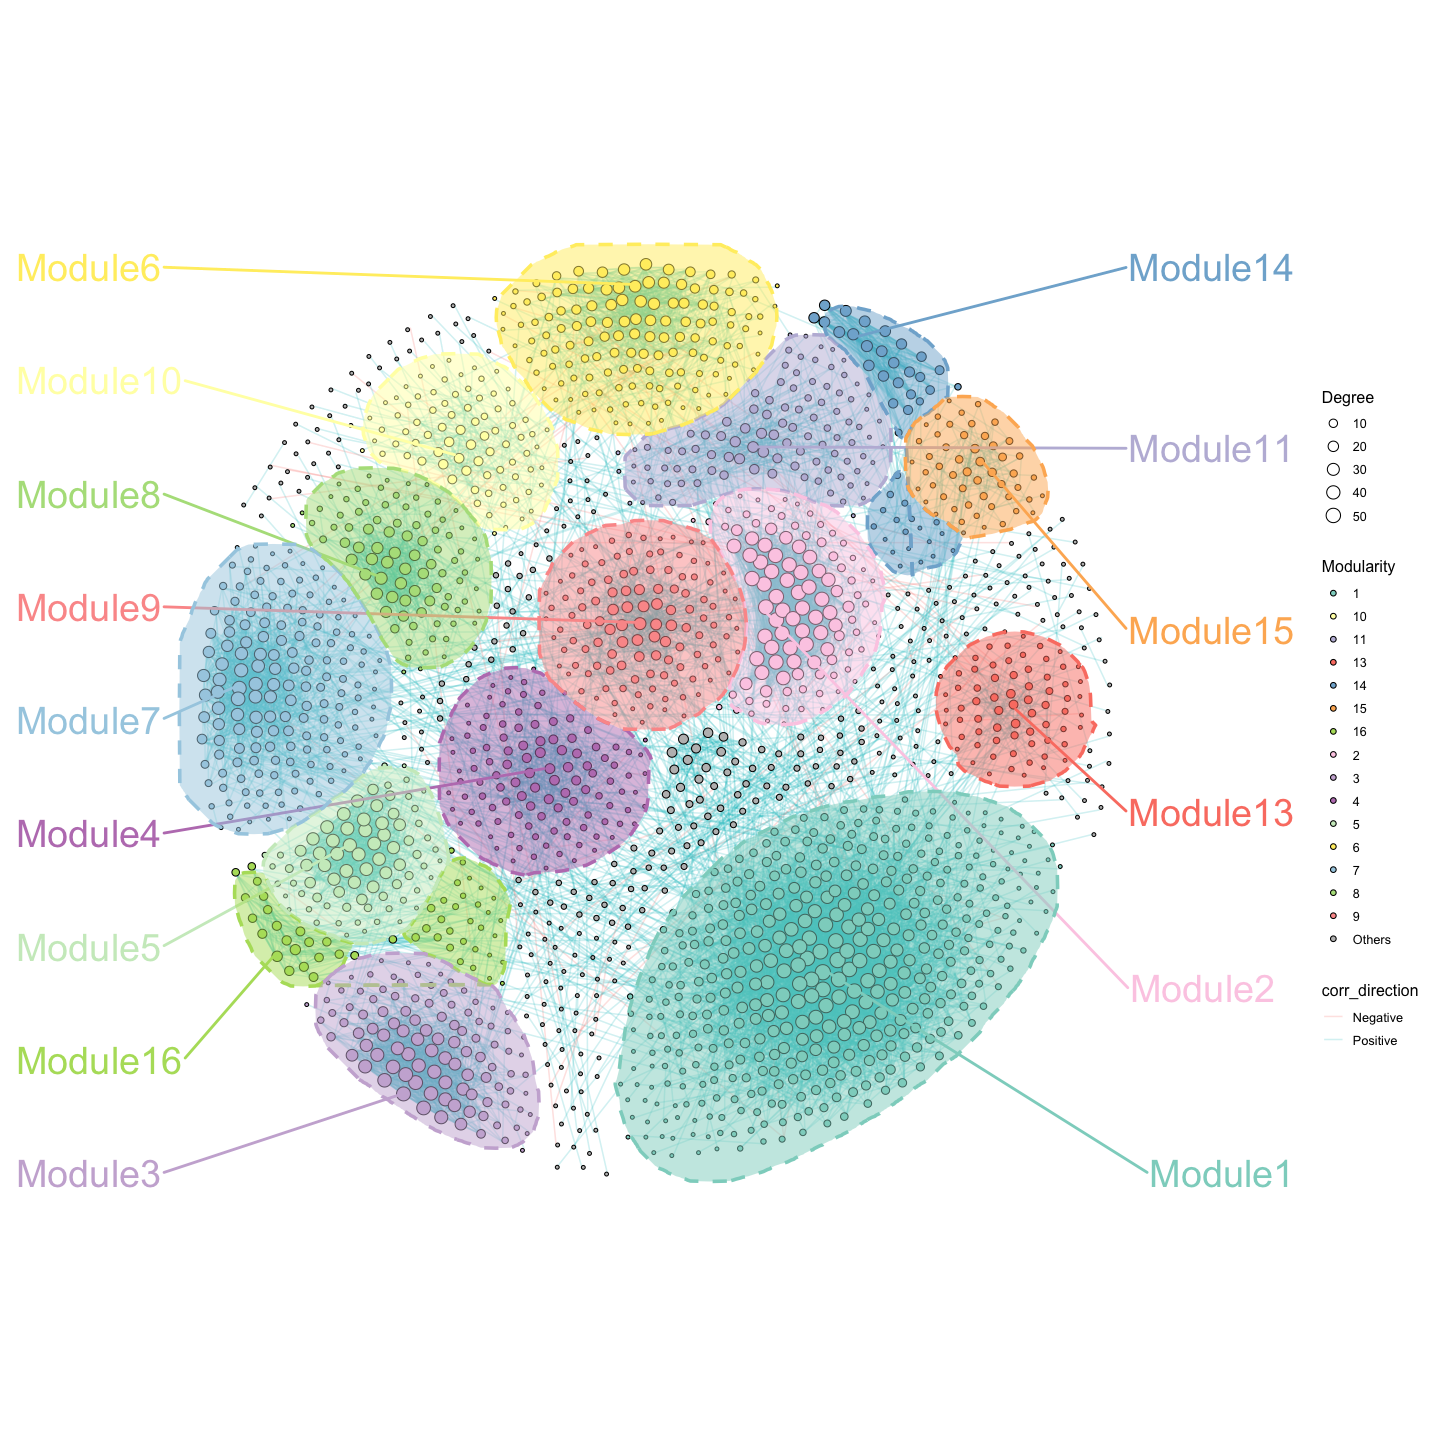 Module6
Module10
Module8
Module9
Module7
Module4
Module5
Module16
Module3
Module14
Module11
Module15
Module13
Module2
Module1
Degree
10
20
30
40
50
Modularity
1
10
11
13
14
15
16
2
3
4
5
6
7
8
9
Others
corr_direction
Negative
Positive